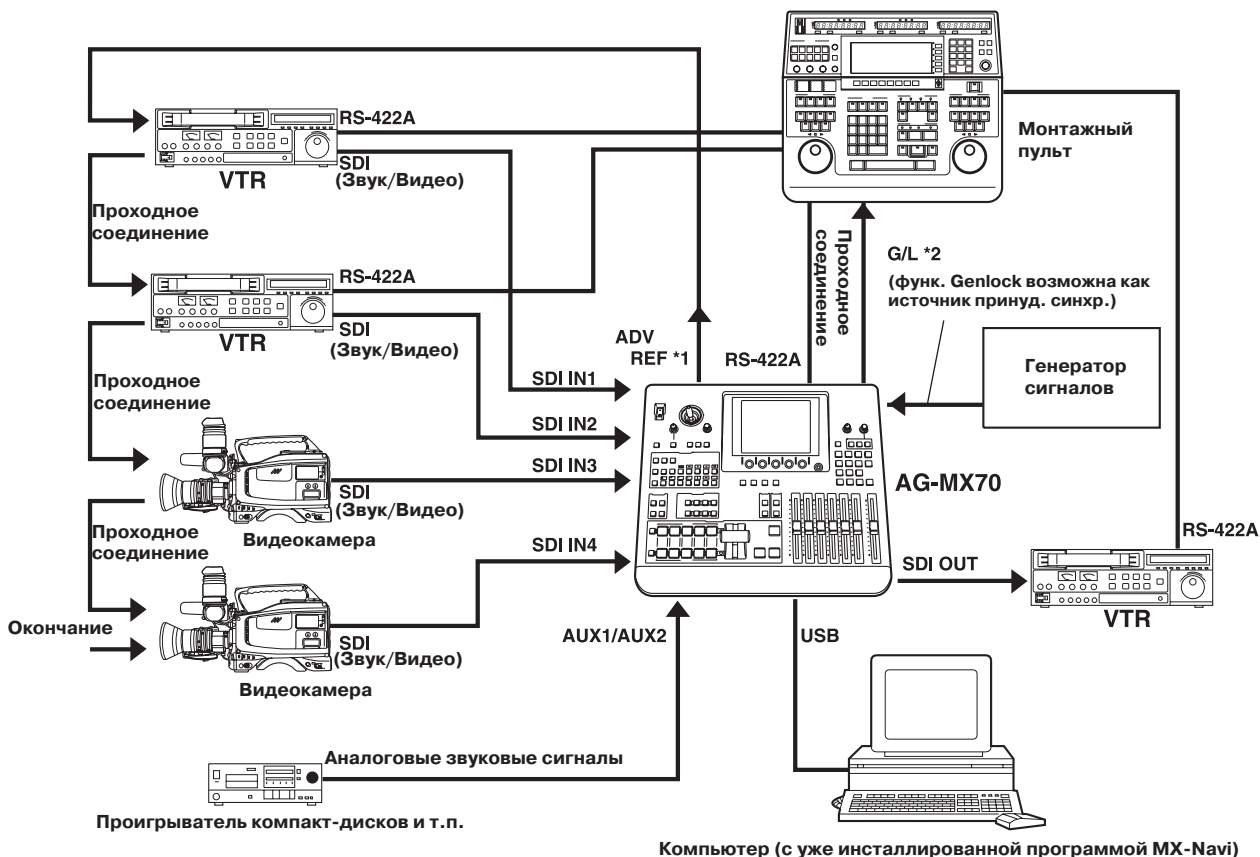 RS-422A
SDI
(Звук/Видео)
VTR
Монтажный
пульт
Проходное
соединение
RS-422A
SDI
(Звук/Видео)
VTR
Проходное
соединение
G/L *2
(функ. Genlock возможна как
источник принуд. синхр.)
ADV
REF *1
RS-422A
Генератор
сигналов
SDI IN1
SDI IN2
SDI IN3
SDI IN4
Проходное
соединение
SDI
(Звук/Видео)
Видеокамера
AG-MX70
RS-422A
SDI OUT
VTR
Проходное
соединение
Окончание
SDI
(Звук/Видео)
Видеокамера
AUX1/AUX2
USB
Аналоговые звуковые сигналы
Проигрыватель компакт-дисков и т.п.
Компьютер (с уже инсталлированной программой MX-Navi)